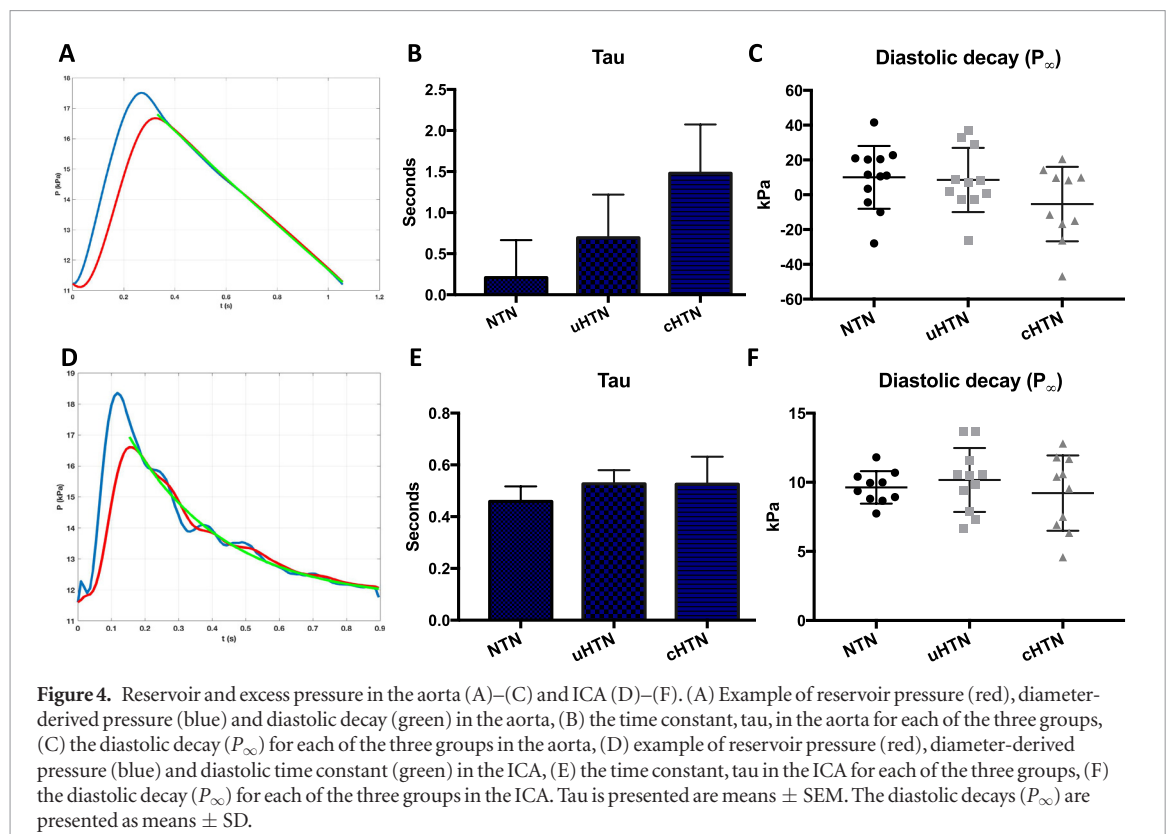 A
18
17
16
15
14
13
12
11
P (kPa)
0
0.2
0.4
0.6
0.8
1
1.2
t (s)
B
Tau
2.5
2.0
1.5
1.0
0.5
0.0
Seconds
NTN
uHTN
cHTN
C
Diastolic decay (P∞)
60
40
20
0
-20
-40
-60
kPa
NTN
uHTN
cHTN
D
19
18
17
16
15
14
13
12
11
P (kPa)
0
0.1
0.2
0.3
0.4
0.5
0.6
0.7
0.8
0.9
t (s)
E
Tau
0.8
0.6
0.4
0.2
0.0
Seconds
NTN
uHTN
cHTN
F
Diastolic decay (P∞)
15
10
5
0
kPa
NTN
uHTN
cHTN
Figure 4. Reservoir and excess pressure in the aorta (A)–(C) and ICA (D)–(F). (A) Example of reservoir pressure (red), diameter-
derived pressure (blue) and diastolic decay (green) in the aorta, (B) the time constant, tau, in the aorta for each of the three groups,
(C) the diastolic decay (P∞) for each of the three groups in the aorta, (D) example of reservoir pressure (red), diameter-derived
pressure (blue) and diastolic time constant (green) in the ICA, (E) the time constant, tau in the ICA for each of the three groups, (F)
the diastolic decay (P∞) for each of the three groups in the ICA. Tau is presented are means ± SEM. The diastolic decays (P∞) are
presented as means ± SD.